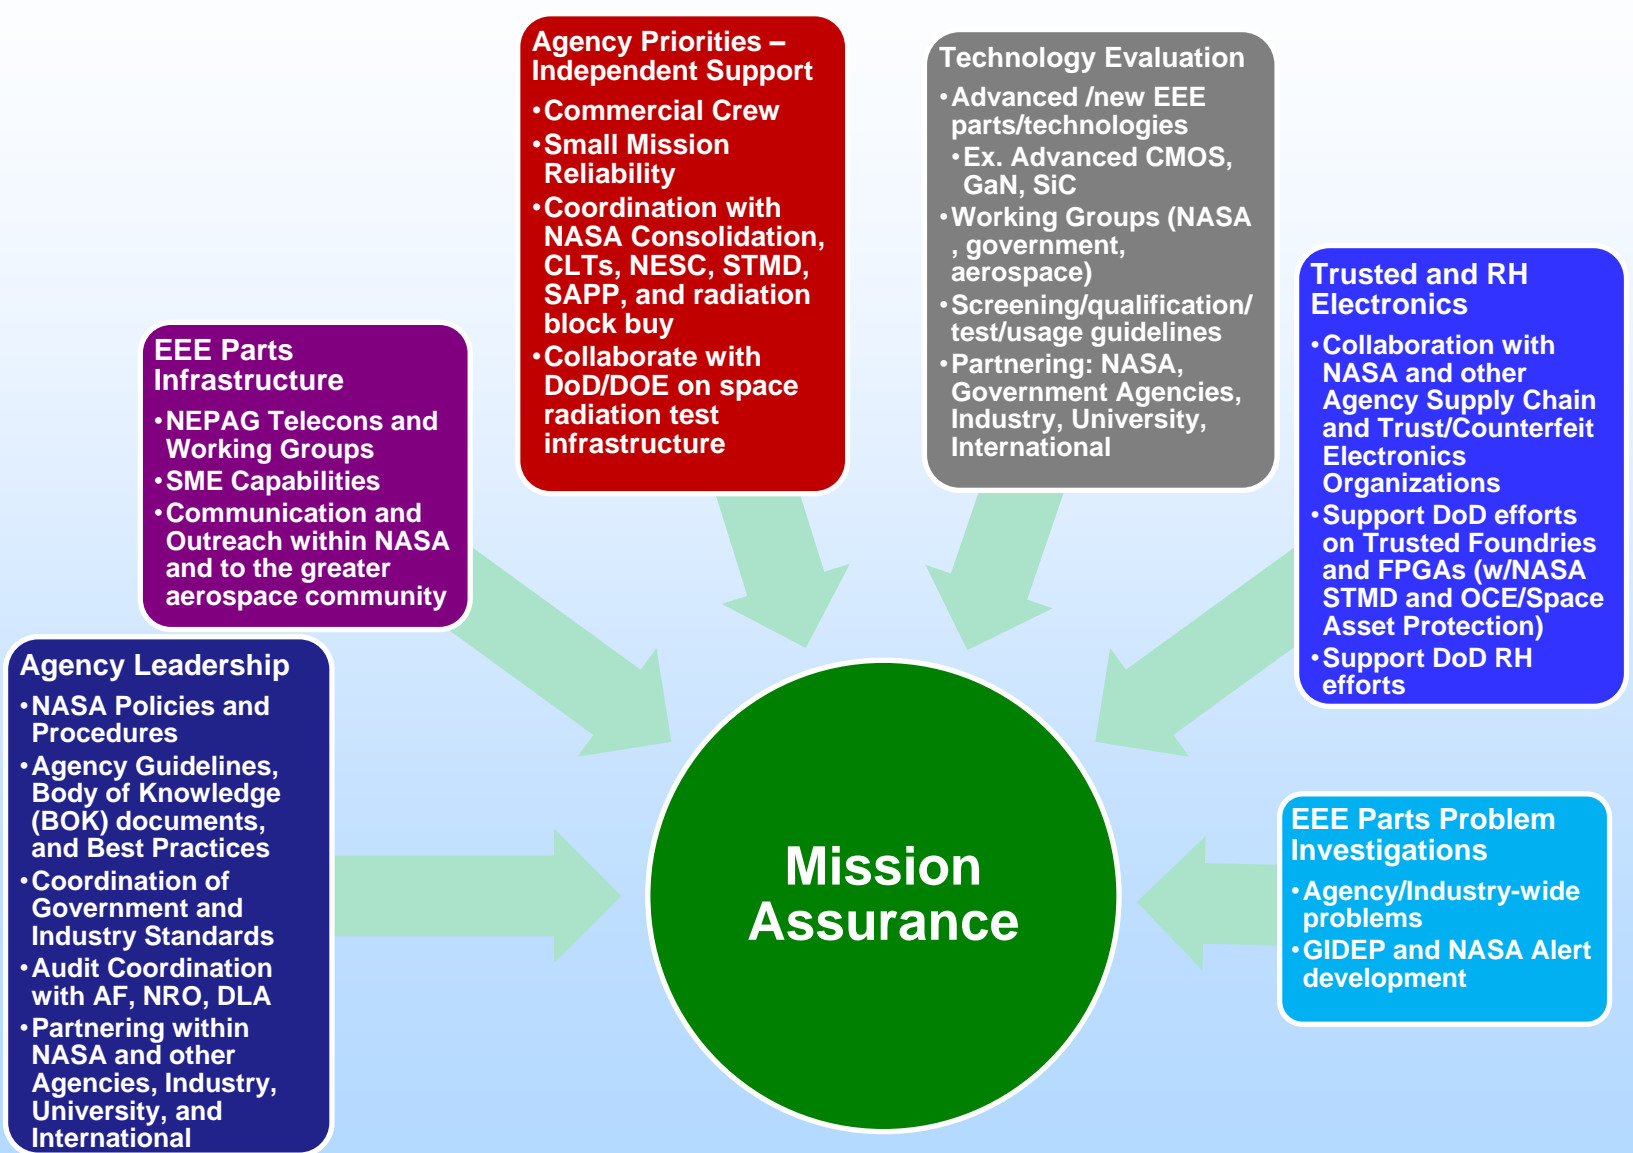 Agency Priorities –
Independent Support
•Commercial Crew
•Small Mission
Reliability
•Coordination with
NASA Consolidation,
CLTs, NESC, STMD,
SAPP, and radiation
block buy
•Collaborate with
DoD/DOE on space
radiation test
infrastructure
Technology Evaluation
•Advanced /new EEE
parts/technologies
•Ex. Advanced CMOS,
GaN, SiC
•Working Groups (NASA
, government,
aerospace)
•Screening/qualification/
test/usage guidelines
•Partnering: NASA,
Government Agencies,
Industry, University,
International
Trusted and RH
Electronics
•Collaboration with
NASA and other
Agency Supply Chain
and Trust/Counterfeit
Electronics
Organizations
•Support DoD efforts
on Trusted Foundries
and FPGAs (w/NASA
STMD and OCE/Space
Asset Protection)
•Support DoD RH
efforts
EEE Parts
Infrastructure
•NEPAG Telecons and
Working Groups
•SME Capabilities
•Communication and
Outreach within NASA
and to the greater
aerospace community
Agency Leadership
•NASA Policies and
Procedures
•Agency Guidelines,
Body of Knowledge
(BOK) documents,
and Best Practices
•Coordination of
Government and
Industry Standards
•Audit Coordination
with AF, NRO, DLA
•Partnering within
NASA and other
Agencies, Industry,
University, and
International
Mission
Assurance
EEE Parts Problem
Investigations
•Agency/Industry-wide
problems
•GIDEP and NASA Alert
development